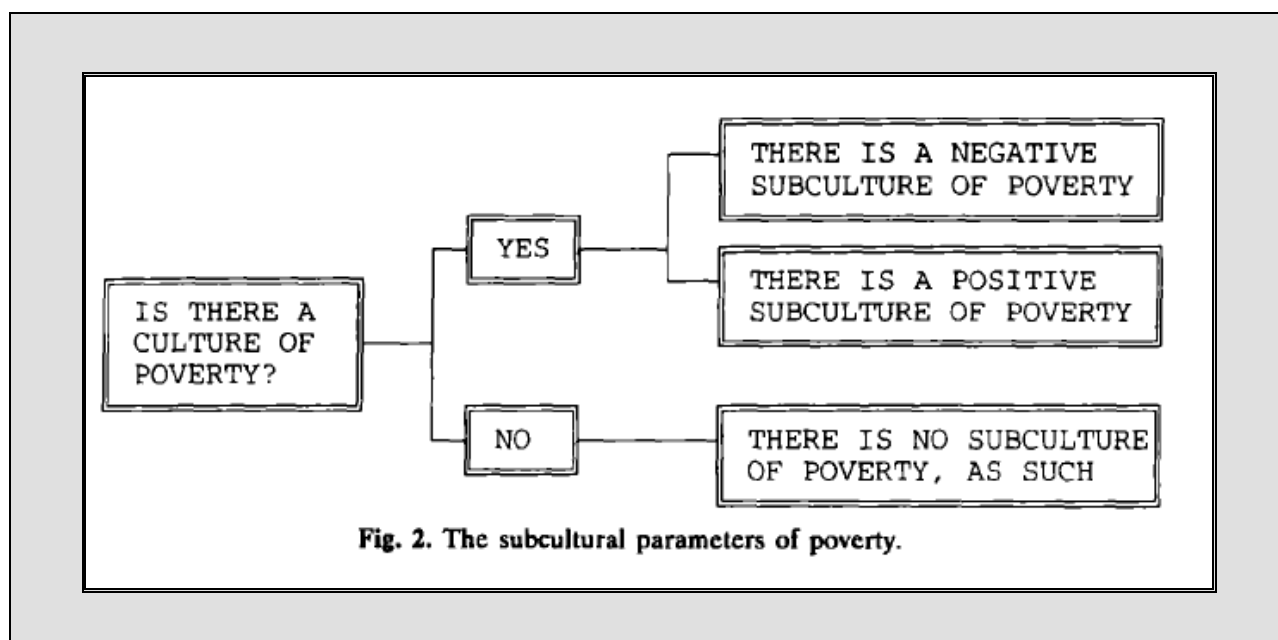 IS THERE A
CULTURE OF
POVERTY?
YES
THERE IS A NEGATIVE
SUBCULTURE OF POVERTY
THERE IS A POSITIVE
SUBCULTURE OF POVERTY
NO
THERE IS NO SUBCULTURE
OF POVERTY, AS SUCH
Fig. 2. The subcultural parameters of poverty.